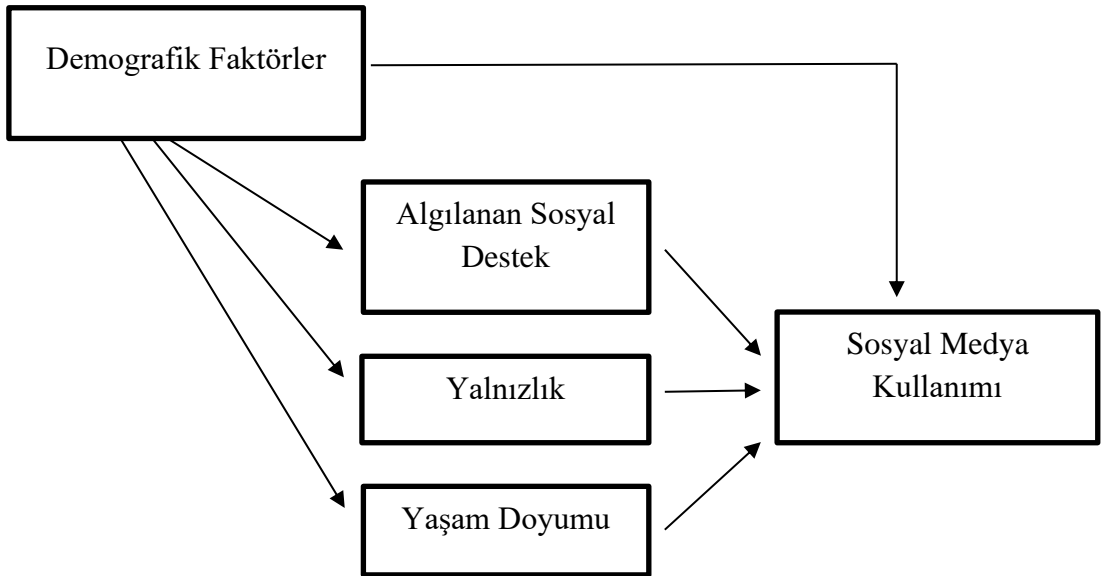 Demografik Faktörler
Algılanan Sosyal
Destek
Yalnızlık
Yaşam Doyumu
Sosyal Medya
Kullanımı